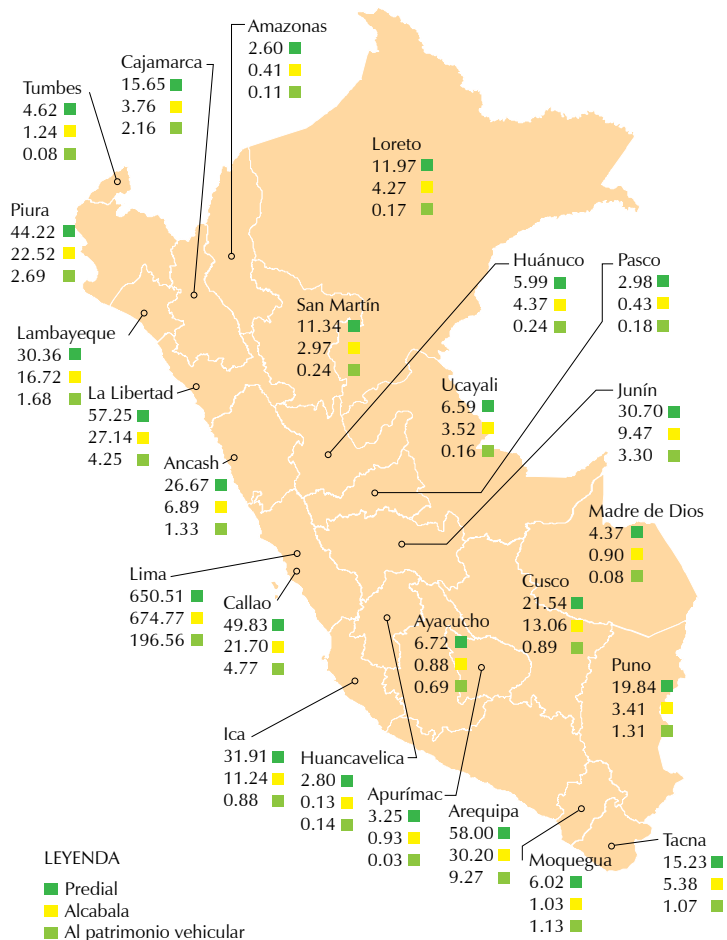 Amazonas
2.60
0.41
0.11
Cajamarca
15.65
3.76
2.16
Tumbes
4.62
1.24
0.08
Loreto
11.97
4.27
0.17
Piura
44.22
22.52
2.69
Huánuco
5.99
4.37
0.24
Pasco
2.98
0.43
0.18
San Martín
11.34
2.97
0.24
Lambayeque
30.36
16.72
1.68
La Libertad
57.25
27.14
4.25
Ucayali
6.59
3.52
0.16
Junín
30.70
9.47
3.30
Ancash
26.67
6.89
1.33
Madre de Dios
4.37
0.90
0.08
Lima
650.51
674.77
196.56
Callao
49.83
21.70
4.77
Cusco
21.54
13.06
0.89
Ayacucho
6.72
0.88
0.69
Puno
19.84
3.41
1.31
Ica
31.91
11.24
0.88
Huancavelica
2.80
0.13
0.14
Apurímac
3.25
0.93
0.03
Arequipa
58.00
30.20
9.27
Moquegua
6.02
1.03
1.13
Tacna
15.23
5.38
1.07
LEYENDA
Predial
Alcabala
Al patrimonio vehicular